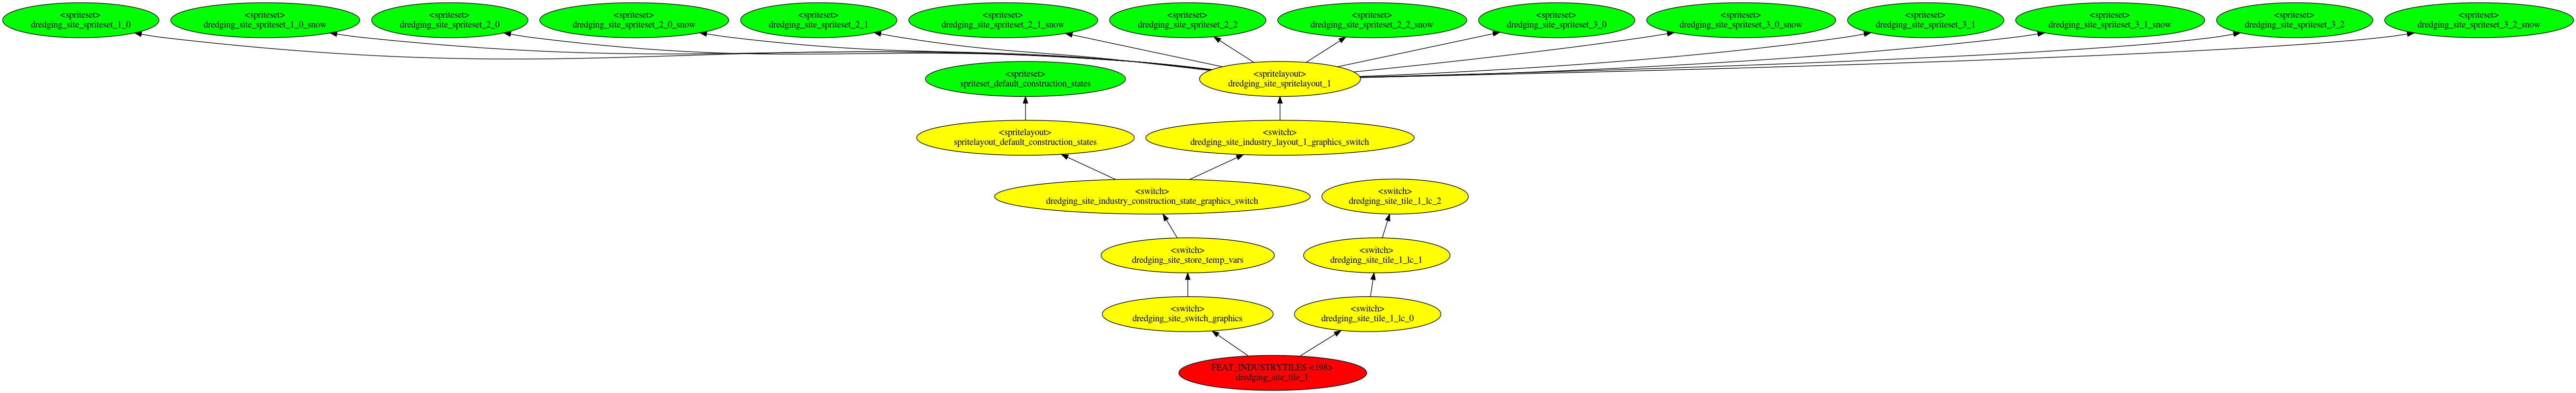 <spriteset>
dredging_site_spriteset_1_0
<spriteset>
dredging_site_spriteset_1_0_snow
<spriteset>
dredging_site_spriteset_2_0
<spriteset>
dredging_site_spriteset_2_0_snow
<spriteset>
dredging_site_spriteset_2_1
<spriteset>
dredging_site_spriteset_2_1_snow
<spriteset>
dredging_site_spriteset_2_2
<spriteset>
dredging_site_spriteset_2_2_snow
<spriteset>
dredging_site_spriteset_3_0
<spriteset>
dredging_site_spriteset_3_0_snow
<spriteset>
dredging_site_spriteset_3_1
<spriteset>
dredging_site_spriteset_3_1_snow
<spriteset>
dredging_site_spriteset_3_2
<spriteset>
dredging_site_spriteset_3_2_snow
<spriteset>
spriteset_default_construction_states
<spritelayout>
dredging_site_spritelayout_1
<spritelayout>
spritelayout_default_construction_states
<switch>
dredging_site_industry_layout_1_graphics_switch
<switch>
dredging_site_industry_construction_state_graphics_switch
<switch>
dredging_site_tile_1_lc_2
<switch>
dredging_site_store_temp_vars
<switch>
dredging_site_tile_1_lc_1
<switch>
dredging_site_switch_graphics
<switch>
dredging_site_tile_1_lc_0
FEAT_INDUSTRYTILES <198>
dredging_site_tile_1